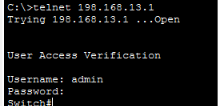 C:\>telnet 198.168.13.1
Trying 198.168.13.1 ...Open
User Access Verification
Username: admin
Password:
Switch#